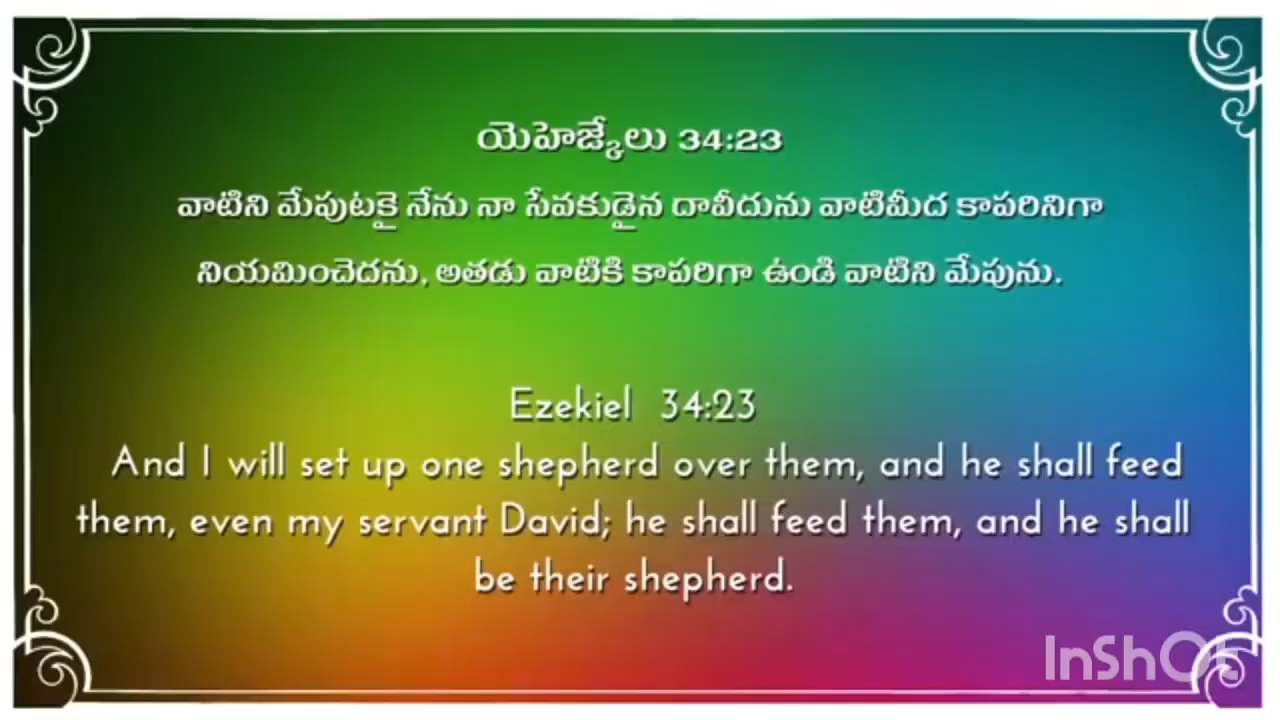 యెహెజ్కేలు 34:23
వాటిని మేపుటకై నేను నా సేవకుడైన దావీదును వాటిమీద కాపరినిగా
నియమించెదను, అతడు వాటికి కాపరిగా ఉండి వాటిని మేపును.
Ezekiel 34:23
And I will set up one shepherd over them, and he shall feed
them, even my servant David; he shall feed them, and he shall
be their shepherd.
InShOt